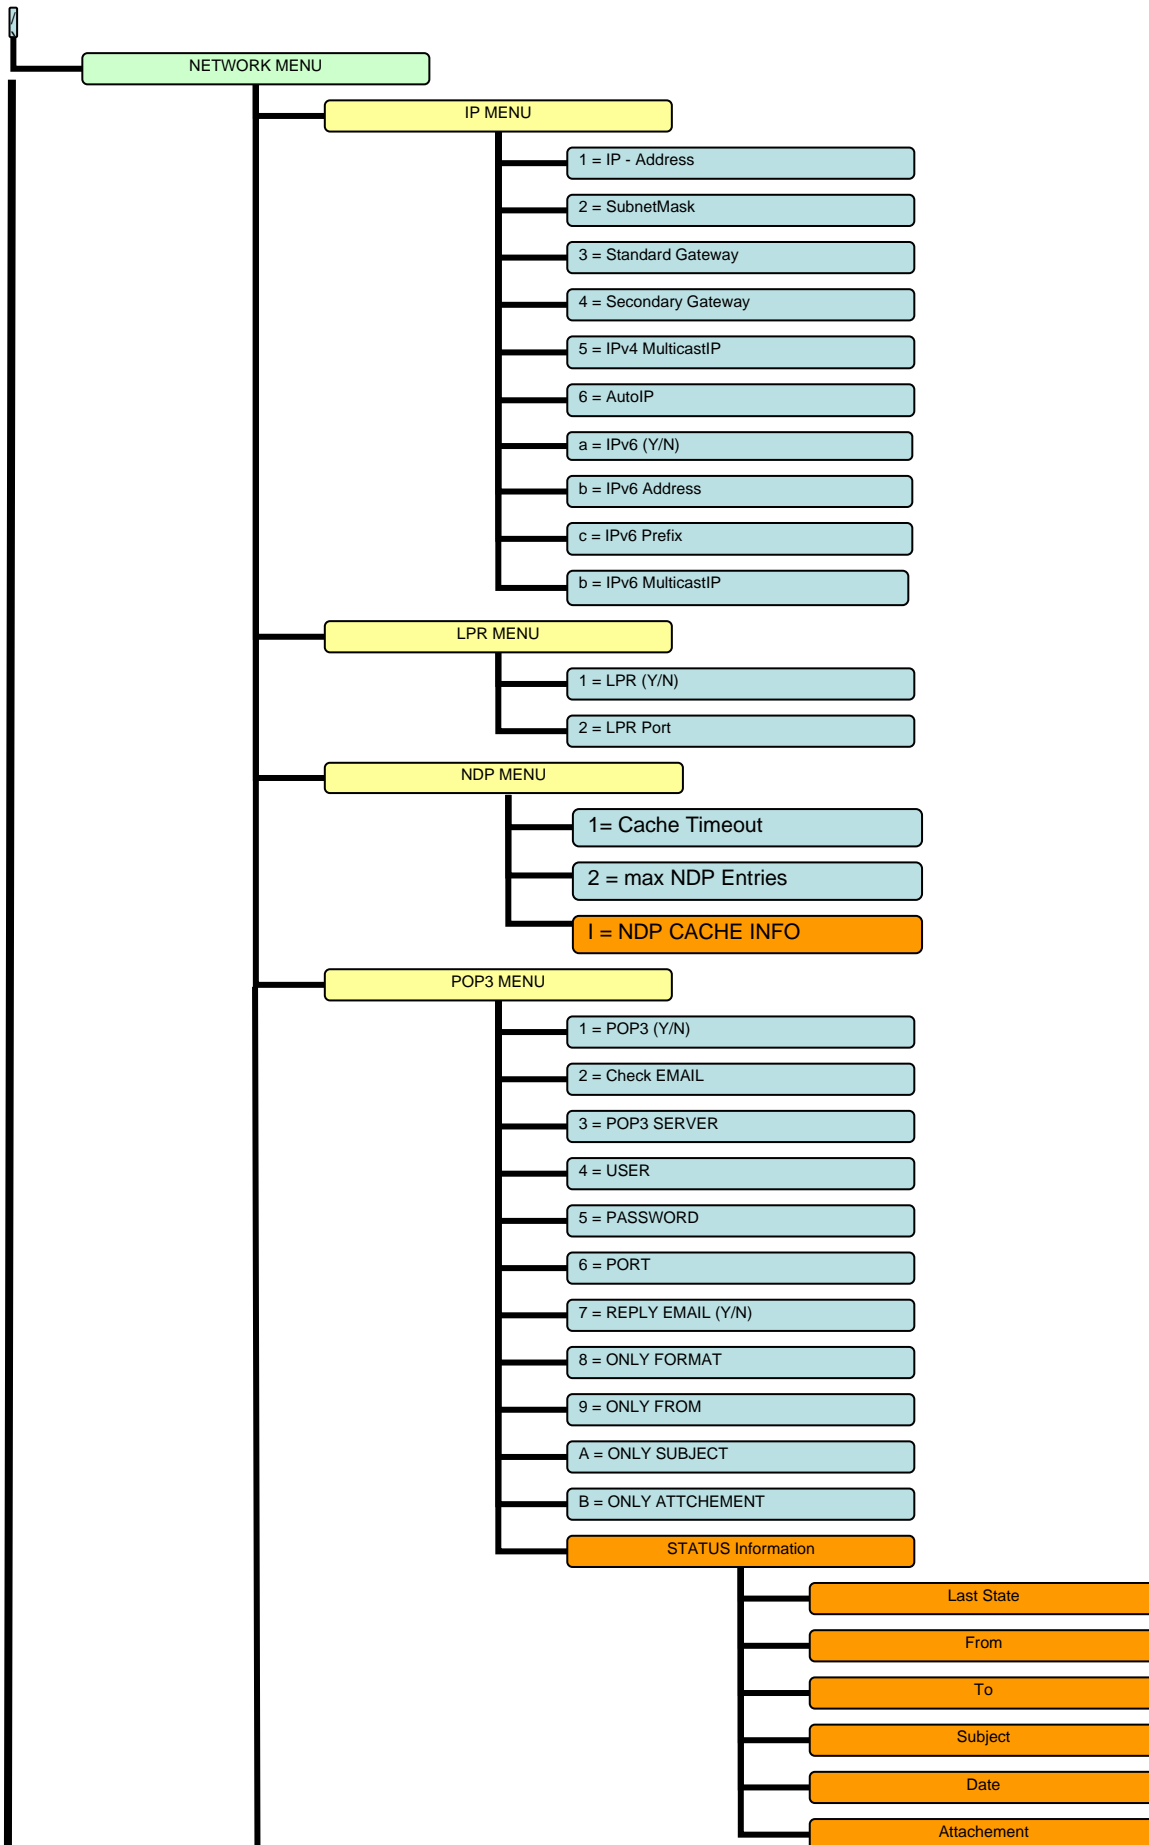 NETWORK MENU
IP MENU
1 = IP - Address
2 = SubnetMask
3 = Standard Gateway
4 = Secondary Gateway
5 = IPv4 MulticastIP
6 = AutoIP
a = IPv6 (Y/N)
b = IPv6 Address
c = IPv6 Prefix
b = IPv6 MulticastIP
LPR MENU
1 = LPR (Y/N)
2 = LPR Port
NDP MENU
1= Cache Timeout
2 = max NDP Entries
I = NDP CACHE INFO
POP3 MENU
1 = POP3 (Y/N)
2 = Check EMAIL
3 = POP3 SERVER
4 = USER
5 = PASSWORD
6 = PORT
7 = REPLY EMAIL (Y/N)
8 = ONLY FORMAT
9 = ONLY FROM
A = ONLY SUBJECT
B = ONLY ATTCHEMENT
STATUS Information
Last State
From
To
Subject
Date
Attachement